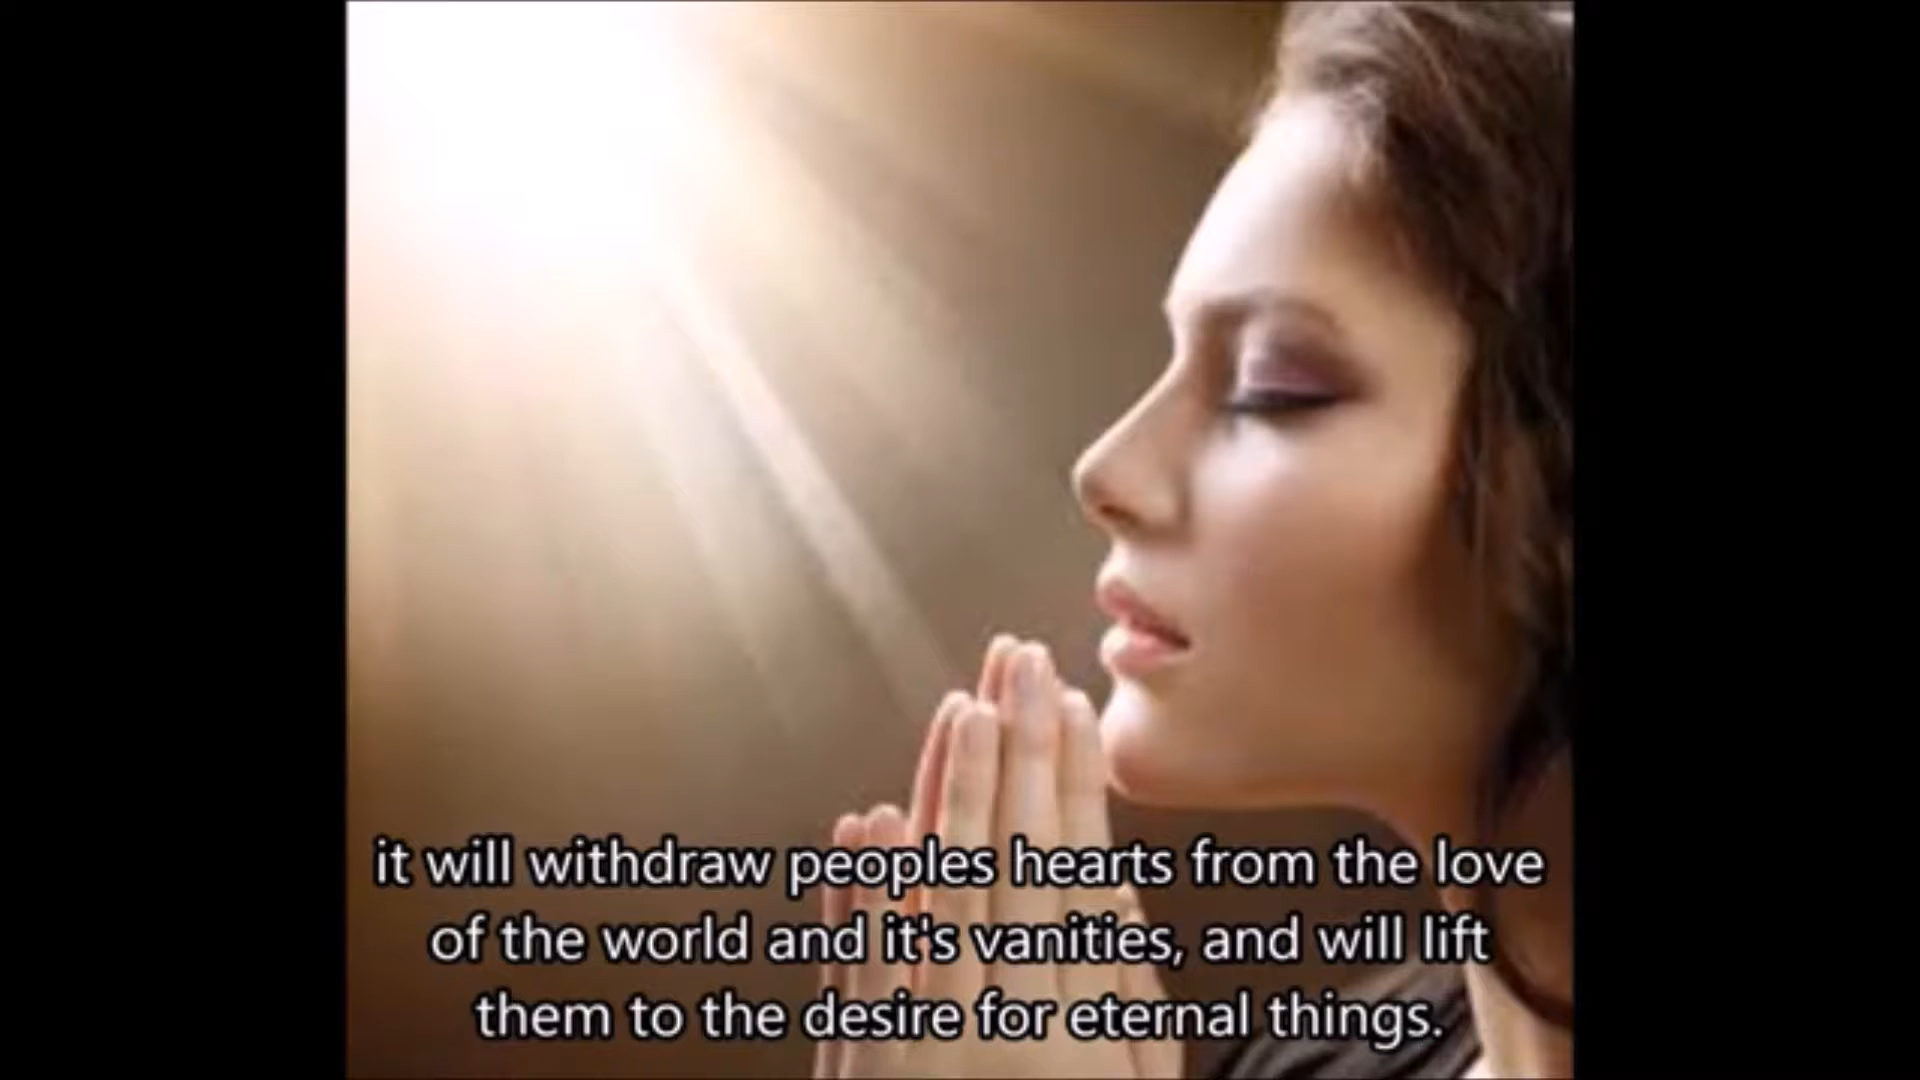 it will withdraw peoples hearts from the love
of the world and it's vanities, and will lift
them to the desire for eternal things.